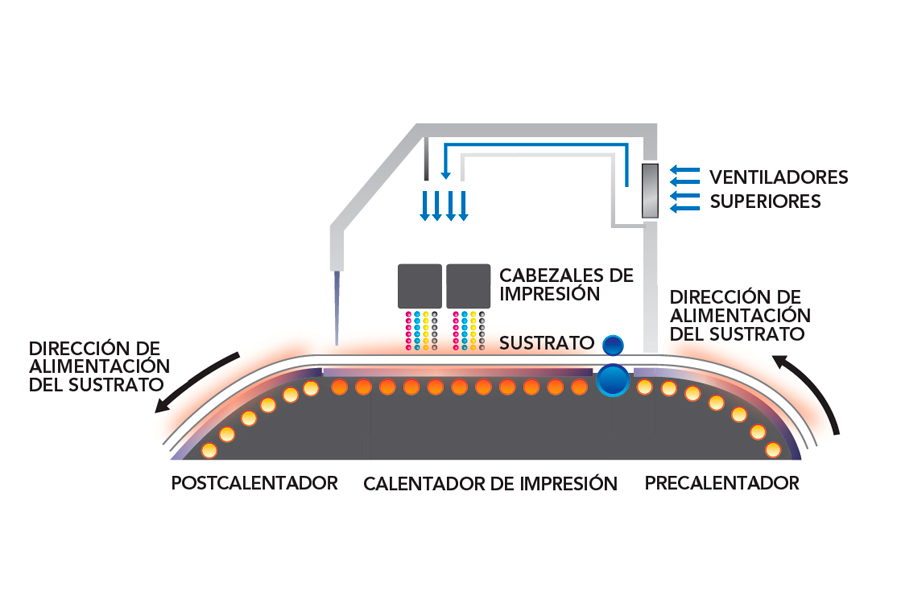 VENTILADORES
SUPERIORES
CABEZALES DE
IMPRESIÓN
DIRECCIÓN DE
ALIMENTACIÓN
DEL SUSTRATO
SUSTRATO
DIRECCIÓN DE
ALIMENTACIÓN
DEL SUSTRATO
POSTCALENTADOR
CALENTADOR DE IMPRESIÓN
PRECALENTADOR